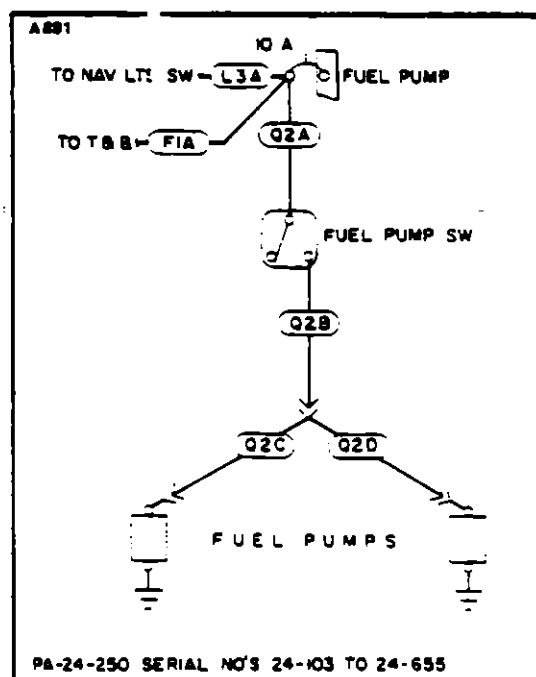 A891
10 A
TO NAV LTS SW L3A FUEL PUMP
TO T & B F1A
Q2A
FUEL PUMP SW
Q2B
Q2C Q2D
FUEL PUMPS
PA-24-250 SERIAL NO'S 24-103 TO 24-655